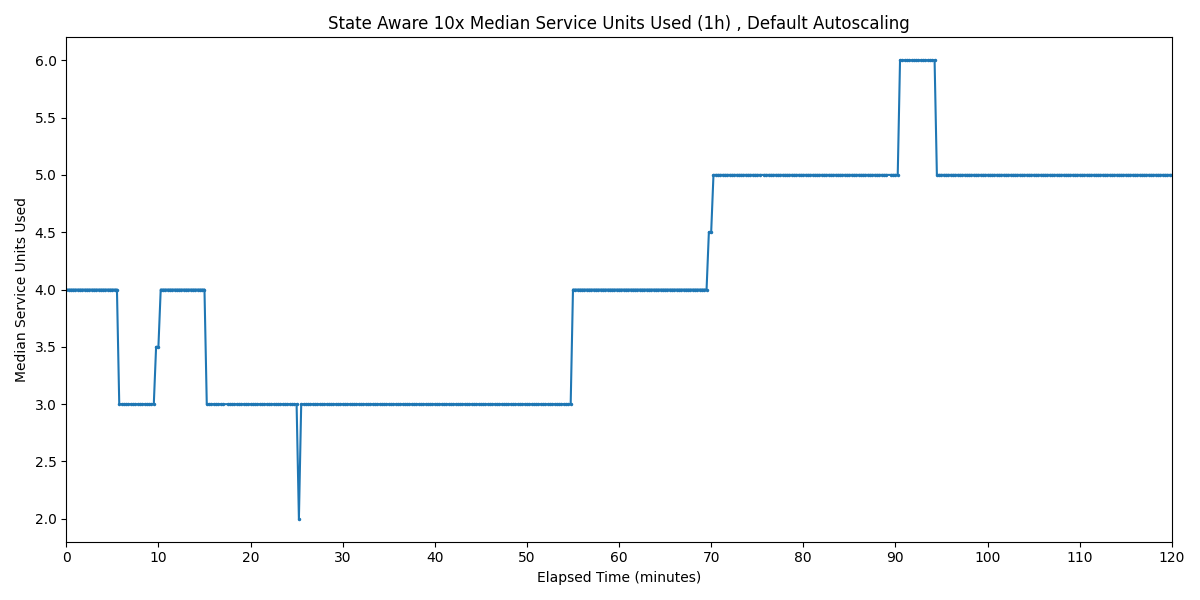 State Aware 10x Median Service Units Used (1h) , Default Autoscaling
Median Service Units Used
6.0
5.5
5.0
4.5
4.0
3.5
3.0
2.5
2.0
0 10 20 30 40 50 60 70 80 90 100 110 120
Elapsed Time (minutes)